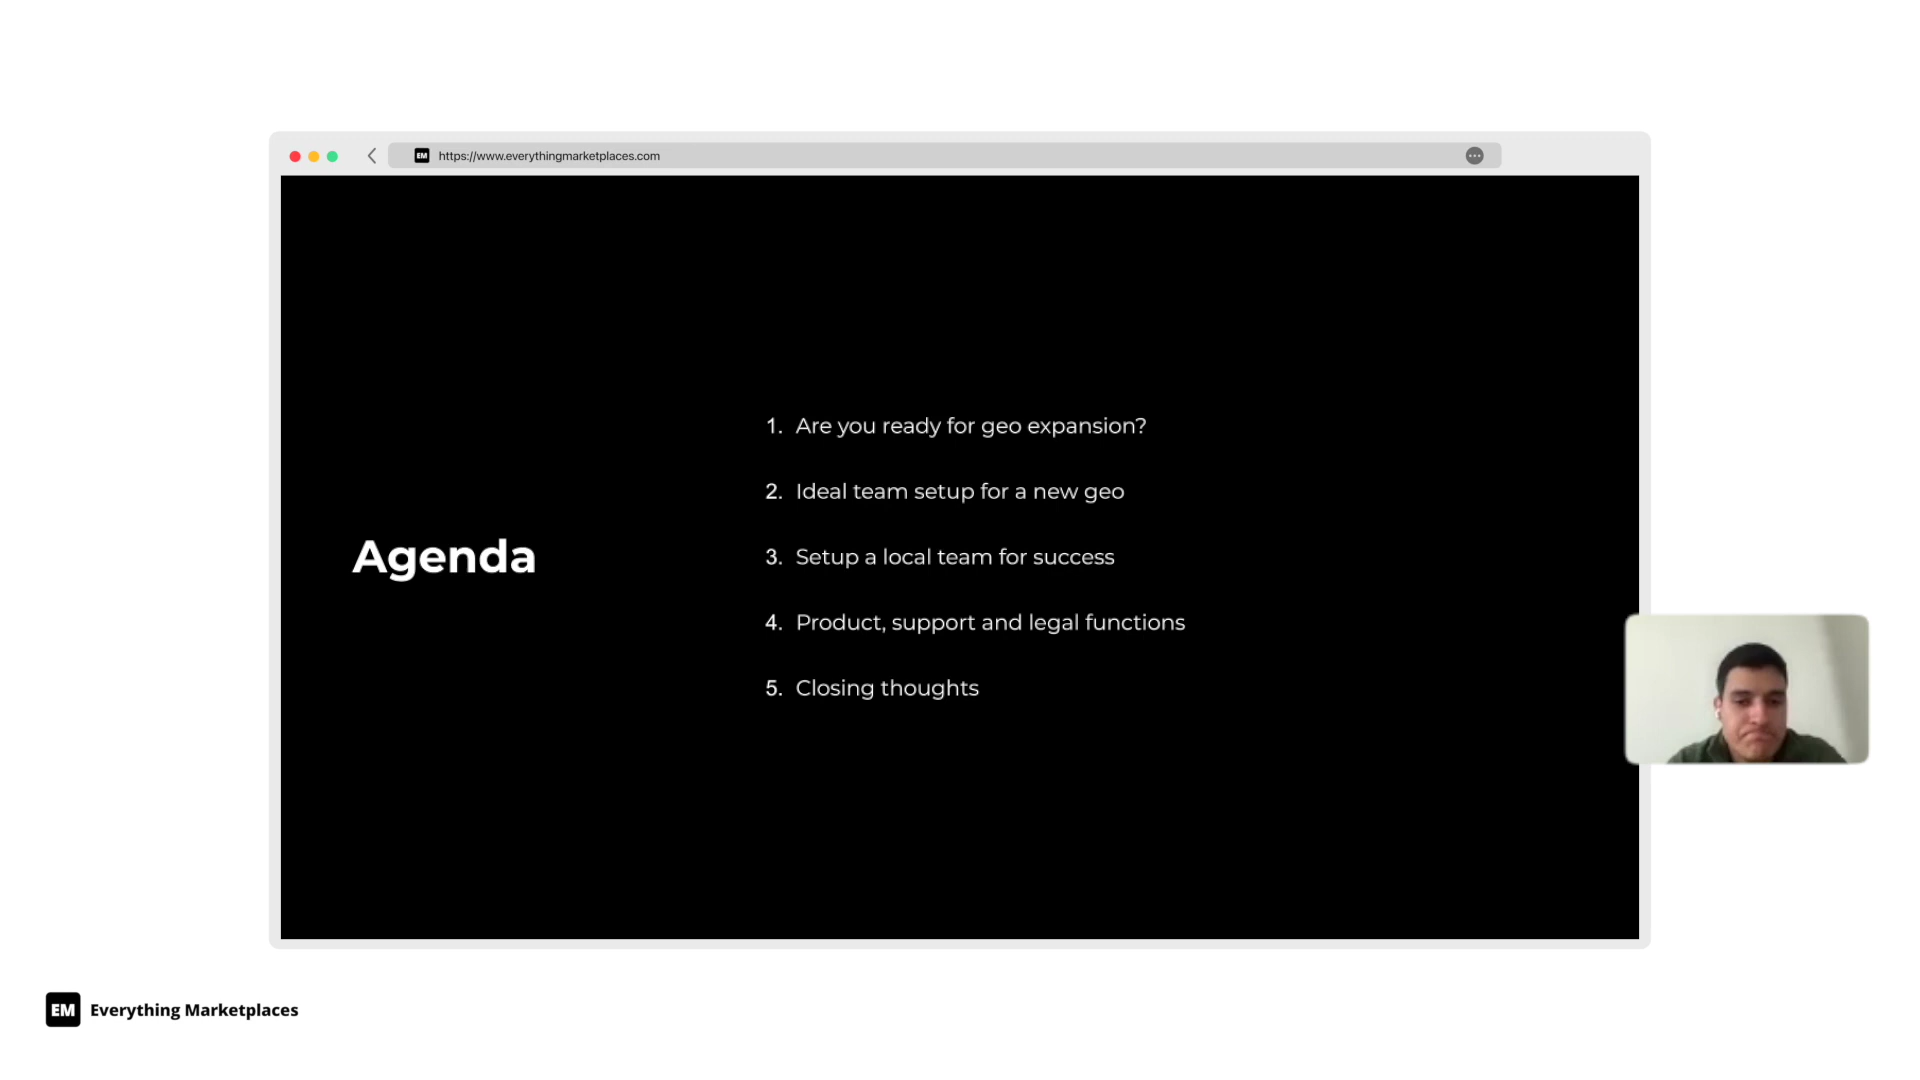 EM https://www.everythingmarketplaces.com
Agenda
1. Are you ready for geo expansion?
2. Ideal team setup for a new geo
3. Setup a local team for success
4. Product, support and legal functions
5. Closing thoughts
EM Everything Marketplaces